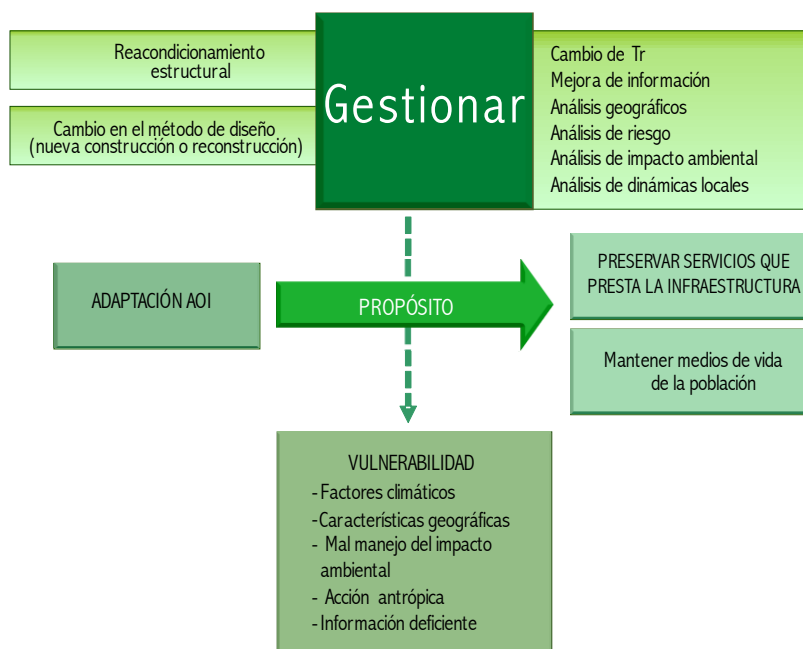 Reacondicionamiento
estructural
Cambio en el método de diseño
(nueva construcción o reconstrucción)
Gestionar
Cambio de Tr
Mejora de información
Análisis geográficos
Análisis de riesgo
Análisis de impacto ambiental
Análisis de dinámicas locales
ADAPTACIÓN AOI
PROPÓSITO
PRESERVAR SERVICIOS QUE
PRESTA LA INFRAESTRUCTURA
Mantener medios de vida
de la población
VULNERABILIDAD
- Factores climáticos
- Características geográficas
- Mal manejo del impacto
ambiental
- Acción antrópica
- Información deficiente